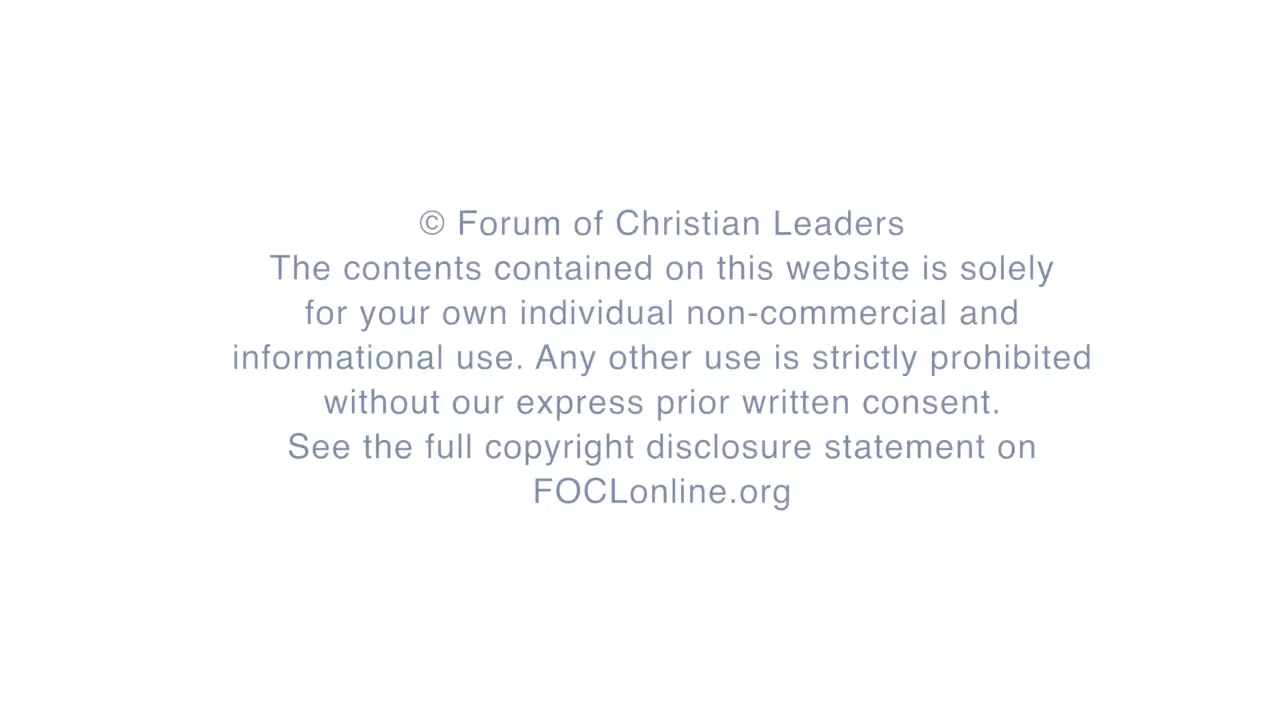 © Forum of Christian Leaders
The contents contained on this website is solely
for your own individual non-commercial and
informational use. Any other use is strictly prohibited
without our express prior written consent.
See the full copyright disclosure statement on
FOCLonline.org